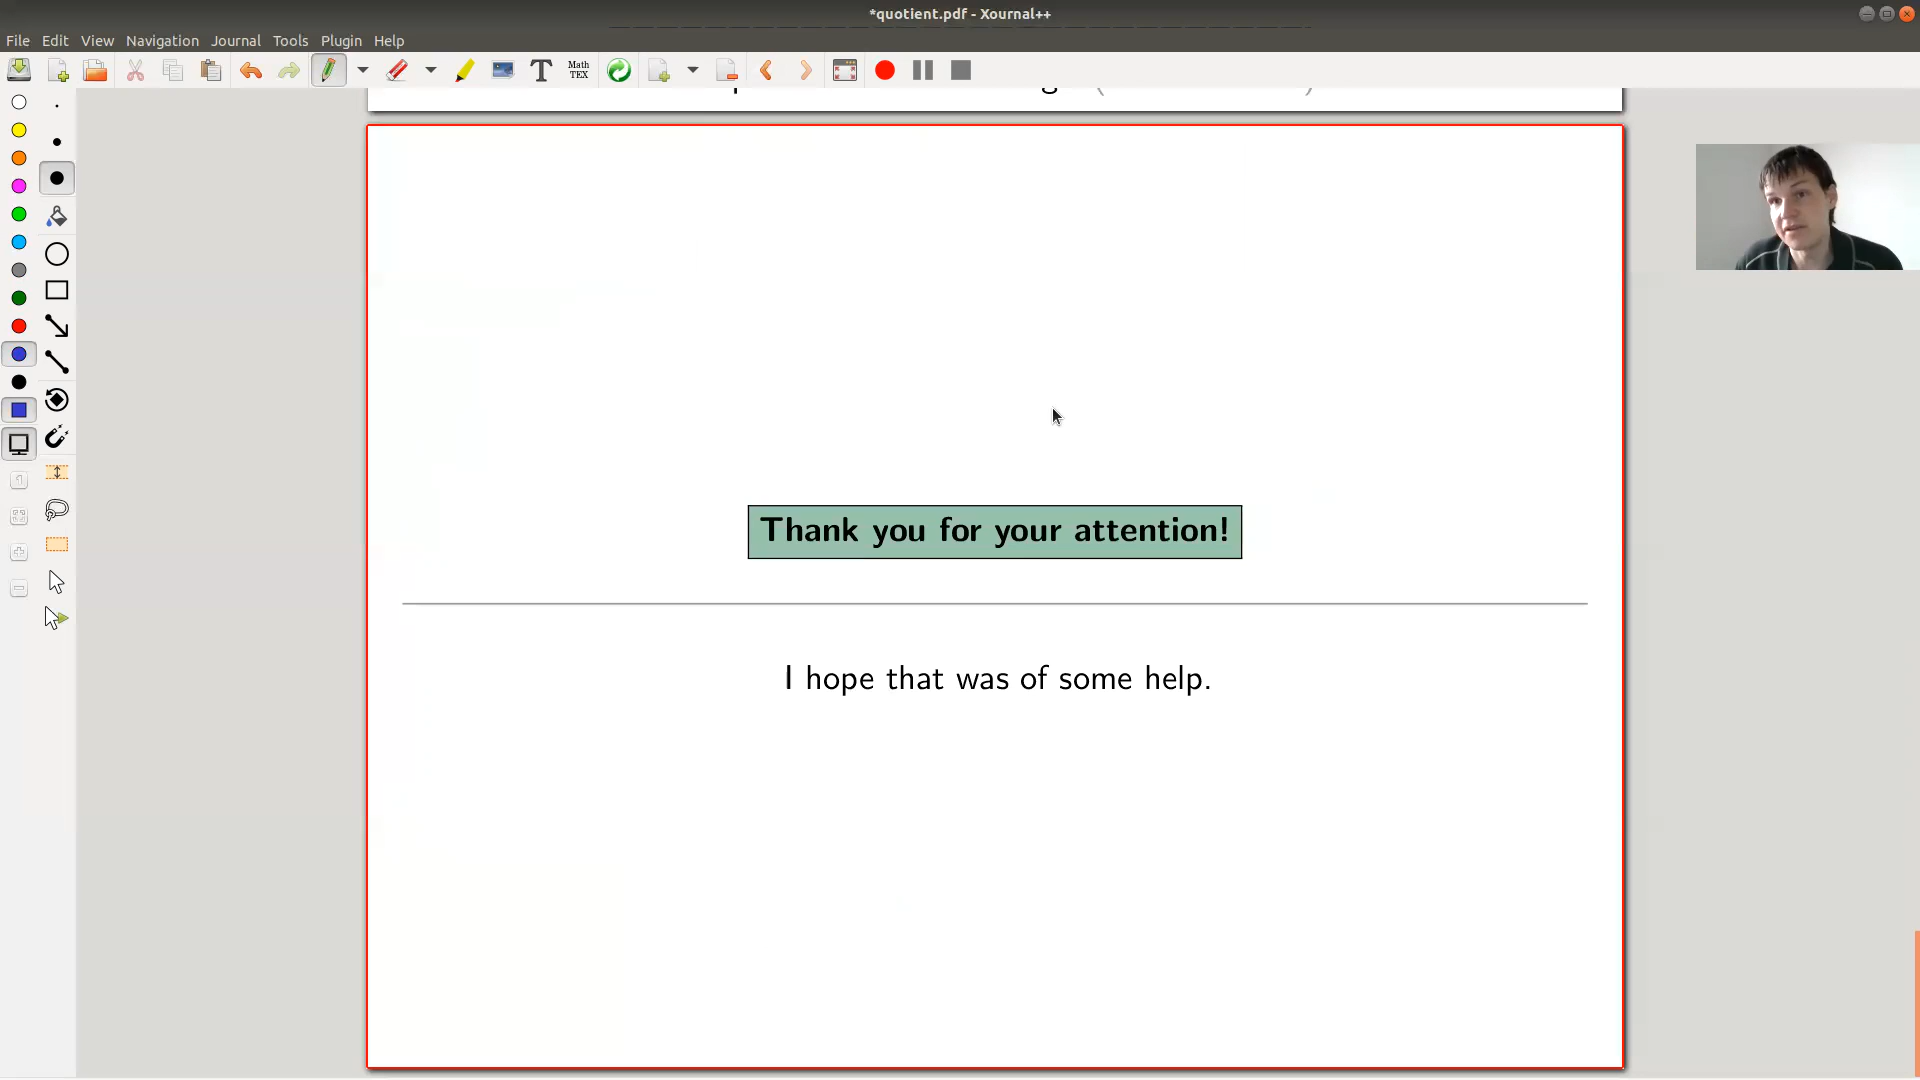 *quotient.pdf - Xournal++
File Edit View Navigation Journal Tools Plugin Help
Math
TEX
Thank you for your attention!
I hope that was of some help.